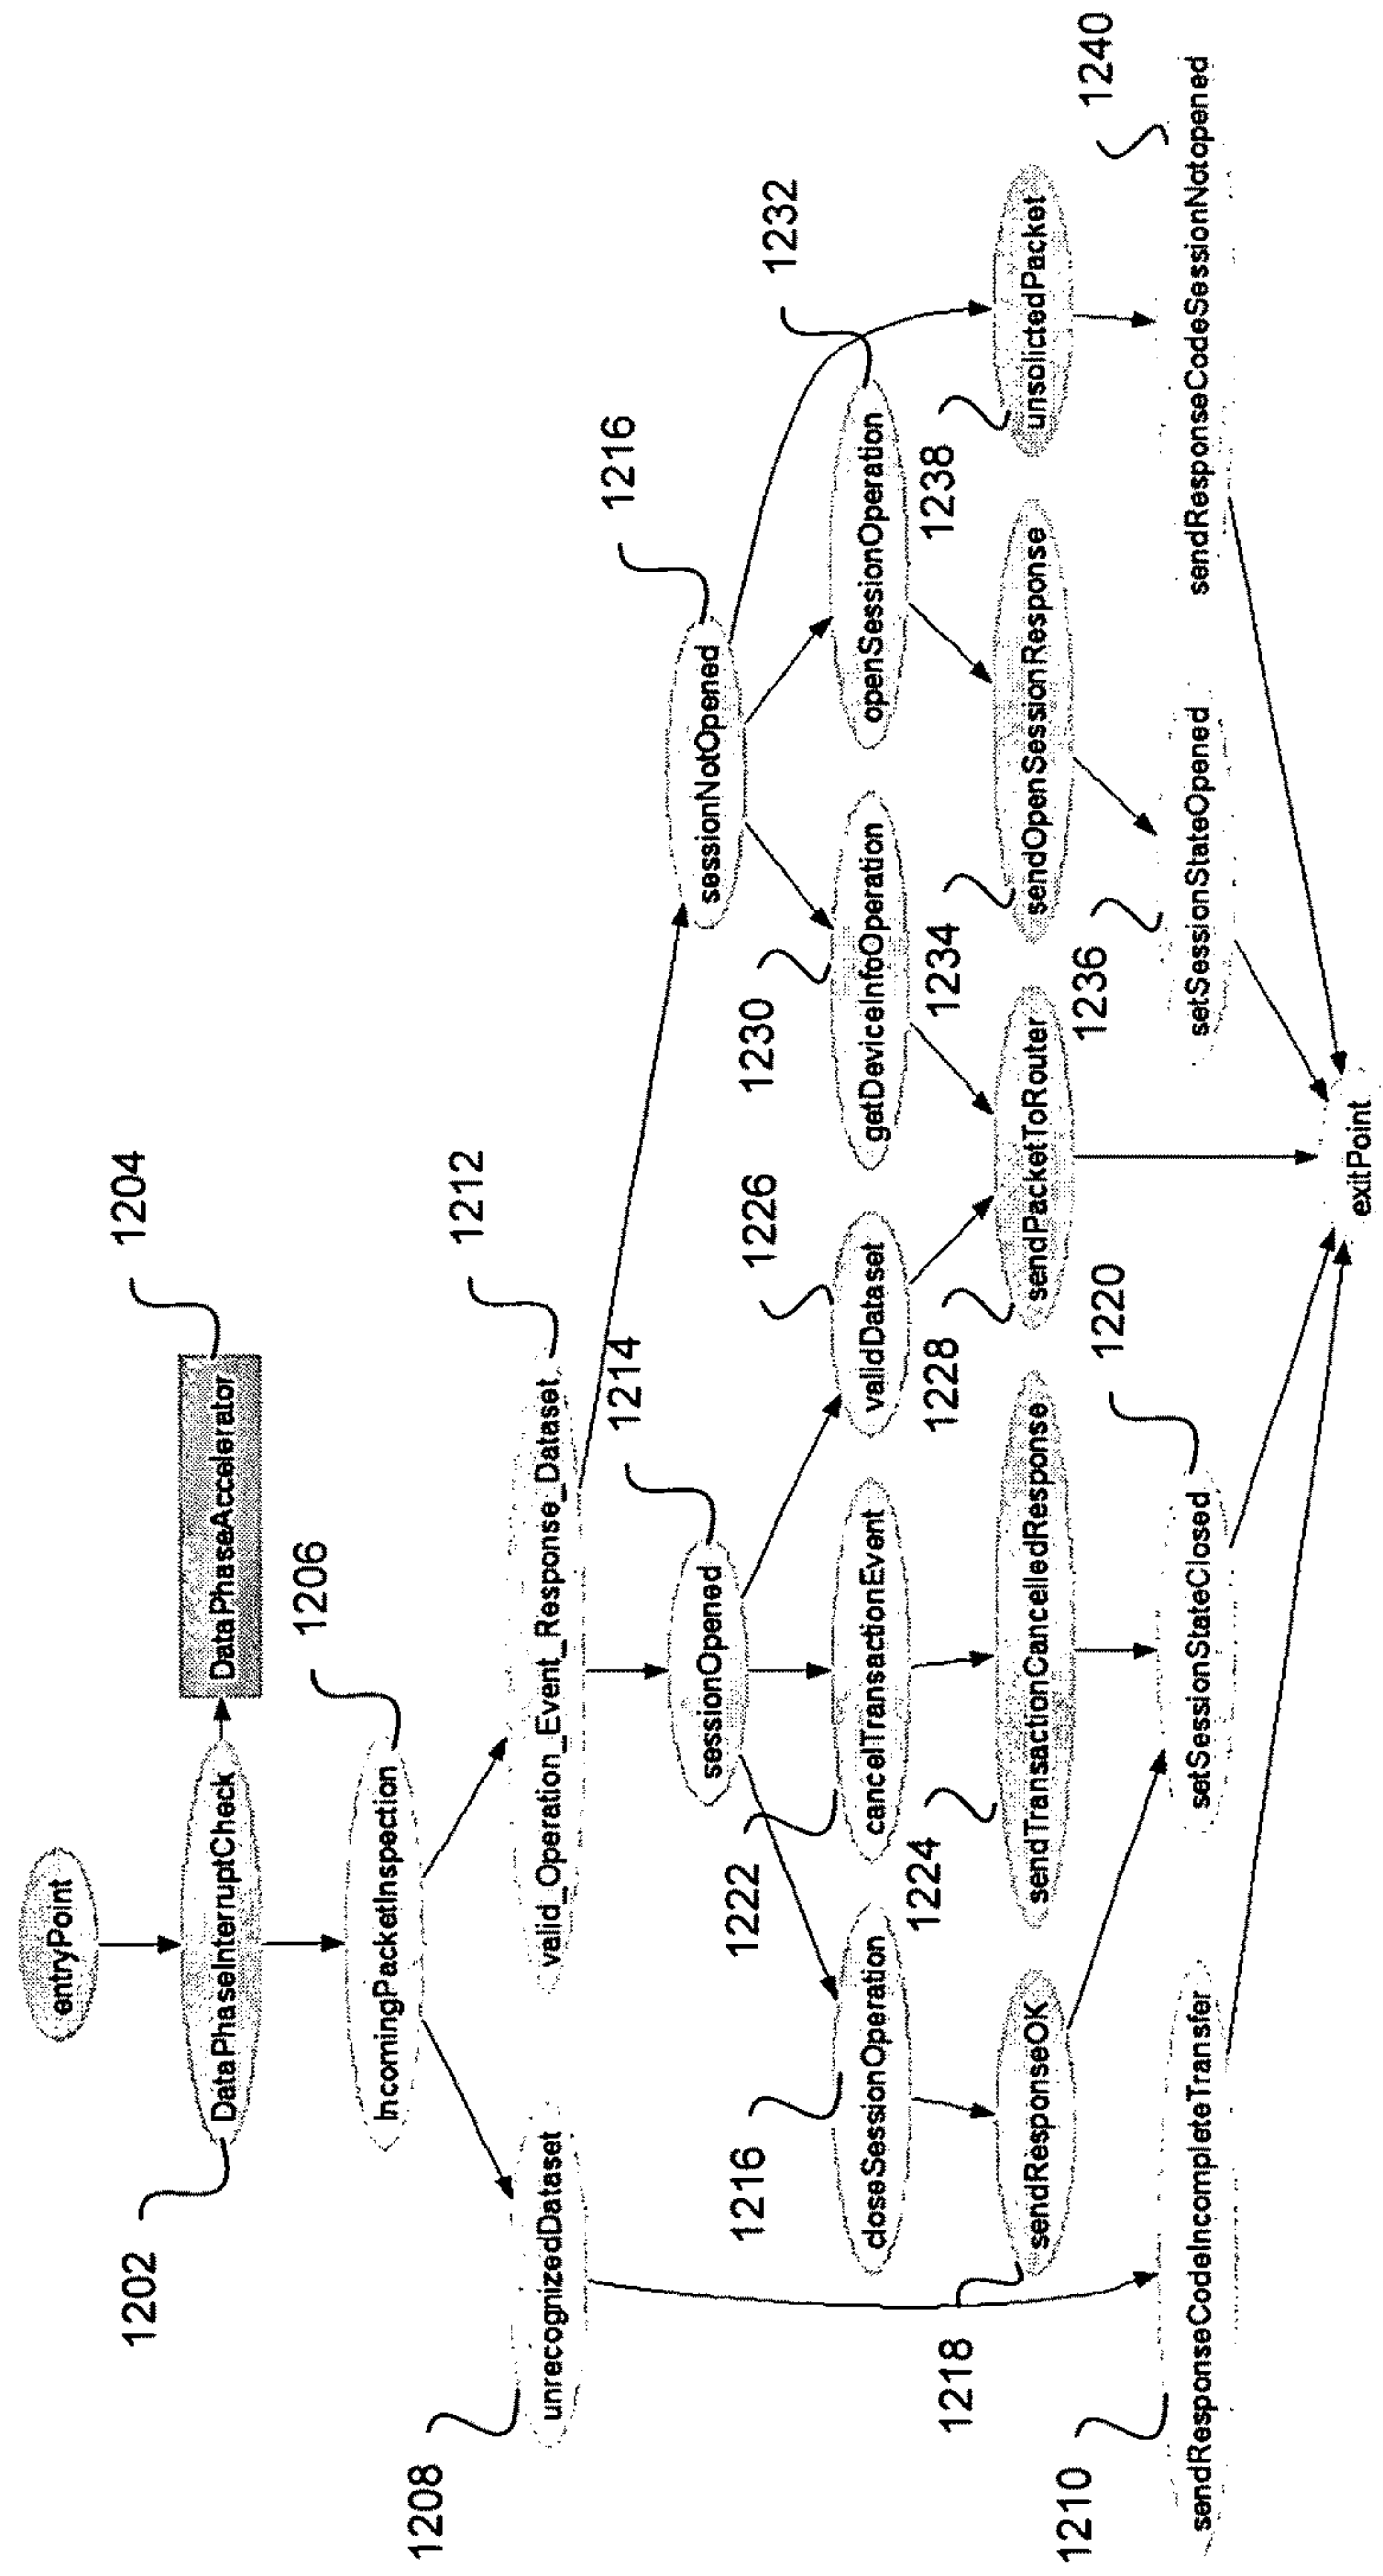 entryPoint
DataPhaseInterruptCheck
1202
DataPhaseAccelerator
1204
IncomingPacketInspection
1206
unrecognizedDataset
1208
valid_Operation_Event_Response_Dataset
1212
sessionOpened
1214
sessionNotOpened
1216
closeSessionOperation
1216
cancelTransactionEvent
1222
validDataset
1226
getDeviceInfoOperation
1230
openSessionOperation
1232
sendResponseOK
1218
sendTransactionCancelledResponse
1224
sendPacketToRouter
1228
sendOpenSessionResponse
1234
unsolictedPacket
1238
sendResponseCodeIncompleteTransfer
1210
setSessionStateClosed
1220
setSessionStateOpened
1236
sendResponseCodeSessionNotopened
1240
exitPoint